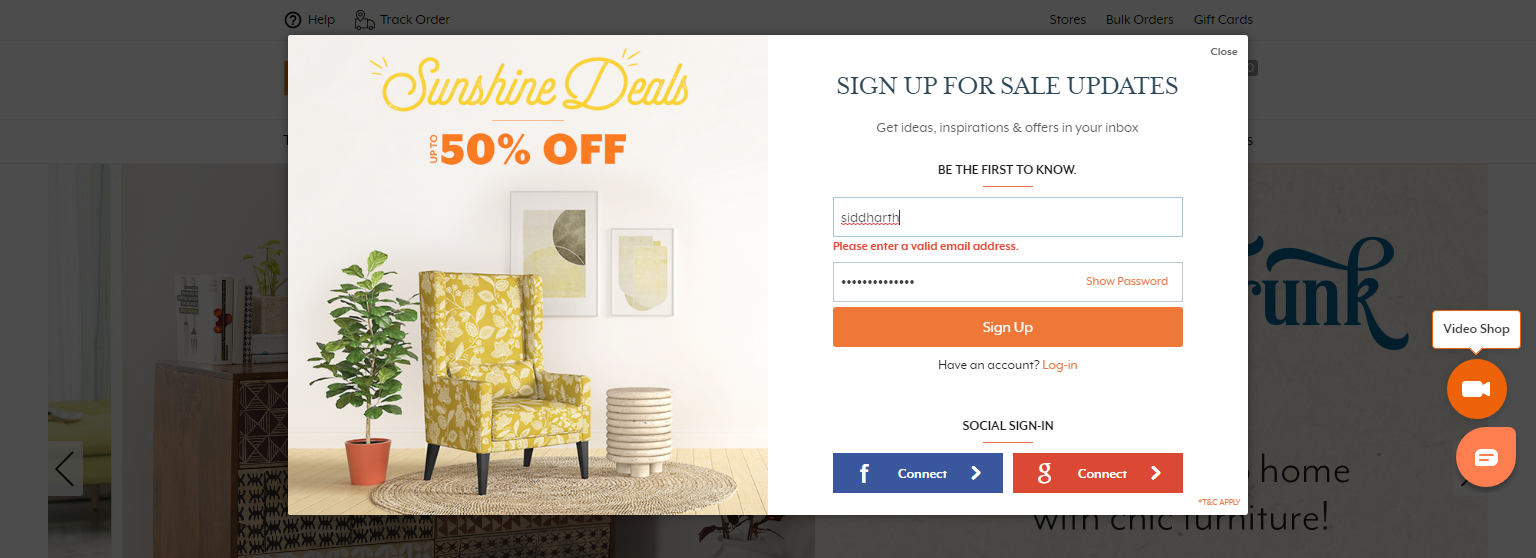 Help
Track Order
Stores
Bulk Orders
Gift Cards
Close
Sunshine Deals
UP TO 50% OFF
SIGN UP FOR SALE UPDATES
Get ideas, inspirations & offers in your inbox
BE THE FIRST TO KNOW.
siddharth
Please enter a valid email address.
••••••••••••••
Show Password
Sign Up
Have an account? Log-in
SOCIAL SIGN-IN
f Connect
g Connect
*T&C APPLY
Video Shop
home
with chic furniture!